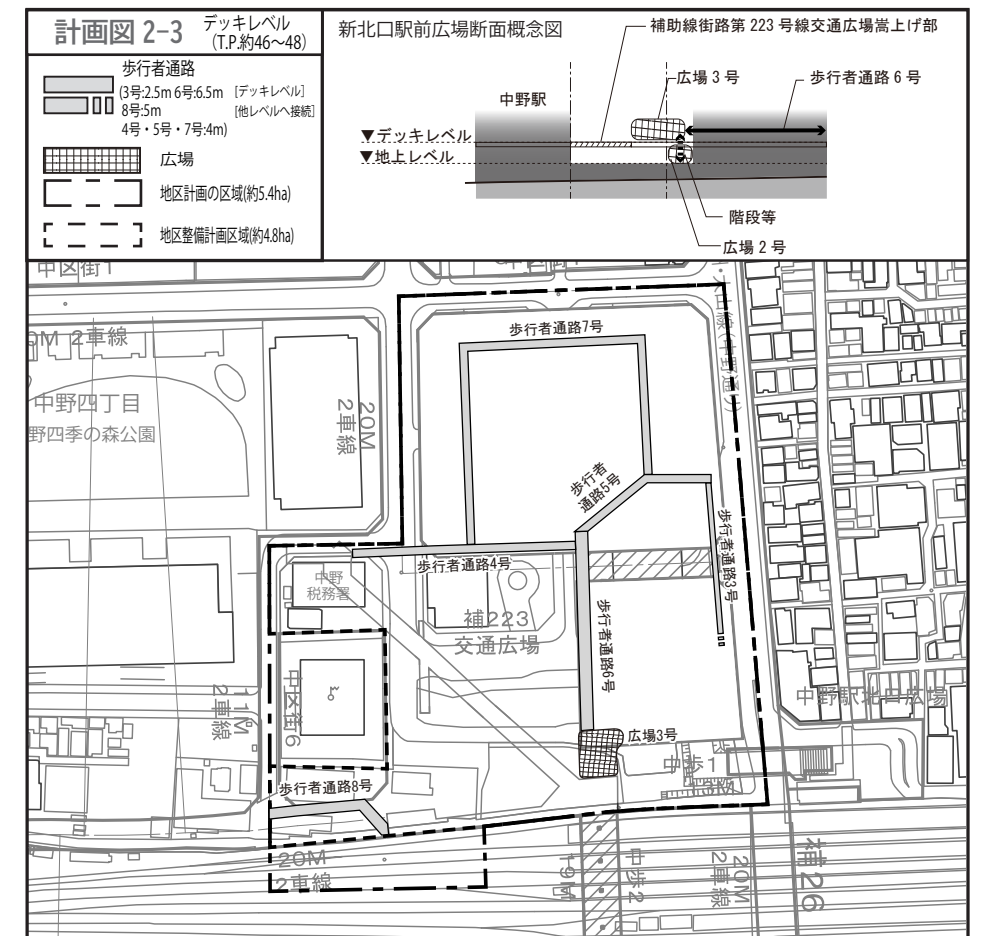 計画図 2-3
デッキレベル
(T.P.約46～48)
歩行者通路
(3号:2.5m 6号:6.5m [デッキレベル]
8号:5m [他レベルへ接続]
4号・5号・7号:4m)
広場
地区計画の区域(約5.4ha)
地区整備計画区域(約4.8ha)
新北口駅前広場断面概念図
補助線街路第 223 号線交通広場嵩上げ部
広場 3 号
歩行者通路 6 号
中野駅
▼デッキレベル
▼地上レベル
階段等
広場 2 号
中区街1
20M 2車線
中野四丁目
野四季の森公園
20M
2車線
歩行者通路7号
大山線(中野通り)
歩行者
通路5号
歩行者通路3号
歩行者通路4号
中野
税務署
補223
交通広場
歩行者通路6号
中区街6
11M
2車線
広場3号
中歩1
中野駅北口広場
歩行者通路8号
20M
2車線
19M
中歩2
20M
2車線
補26